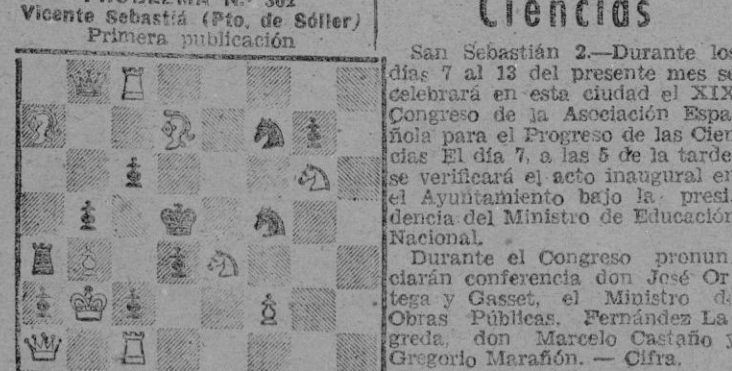 PROBLEMA N.º 302
Vicente Sebastiá (Pto. de Sóller)
Primera publicación
Ciencias
San Sebastián 2.—Durante los
días 7 al 13 del presente mes se
celebrará en esta ciudad el XIX
Congreso de la Asociación Espa
ñola para el Progreso de las Cien
cias El día 7, a las 5 de la tarde,
se verificará el acto inaugural en
el Ayuntamiento bajo la presi.
dencia del Ministro de Educación
Nacional.
Durante el Congreso pronun
ciarán conferencia don José Or
tega y Gasset, el Ministro de
Obras Públicas. Fernández La
greda, don Marcelo Castaño y
Gregorio Marañón. — Cifra.